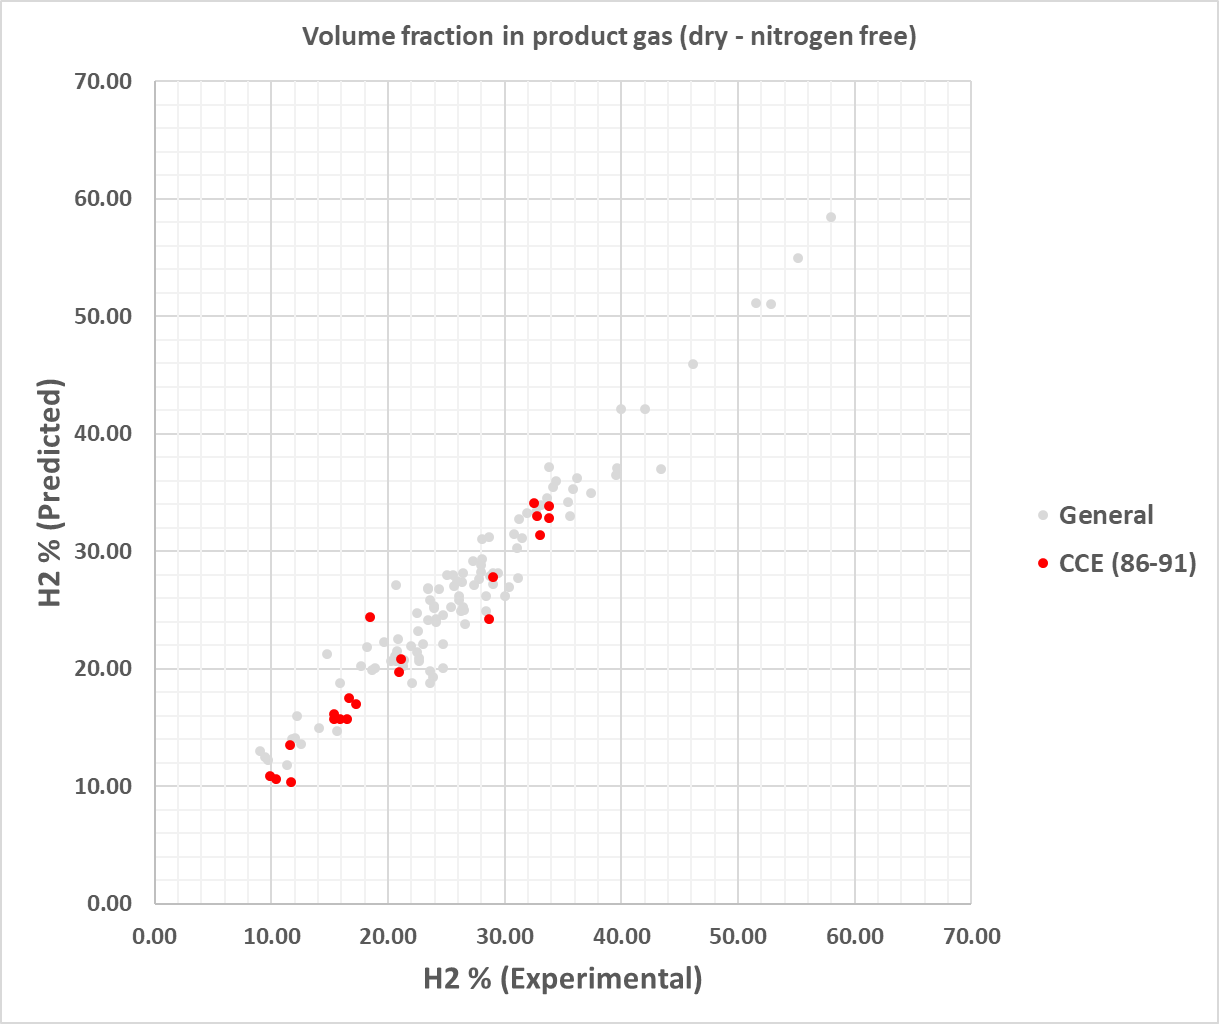 Volume fraction in product gas (dry - nitrogen free)
70.00
60.00
50.00
40.00
30.00
20.00
10.00
0.00
H2 % (Predicted)
0.00 10.00 20.00 30.00 40.00 50.00 60.00 70.00
H2 % (Experimental)
General
CCE (86-91)